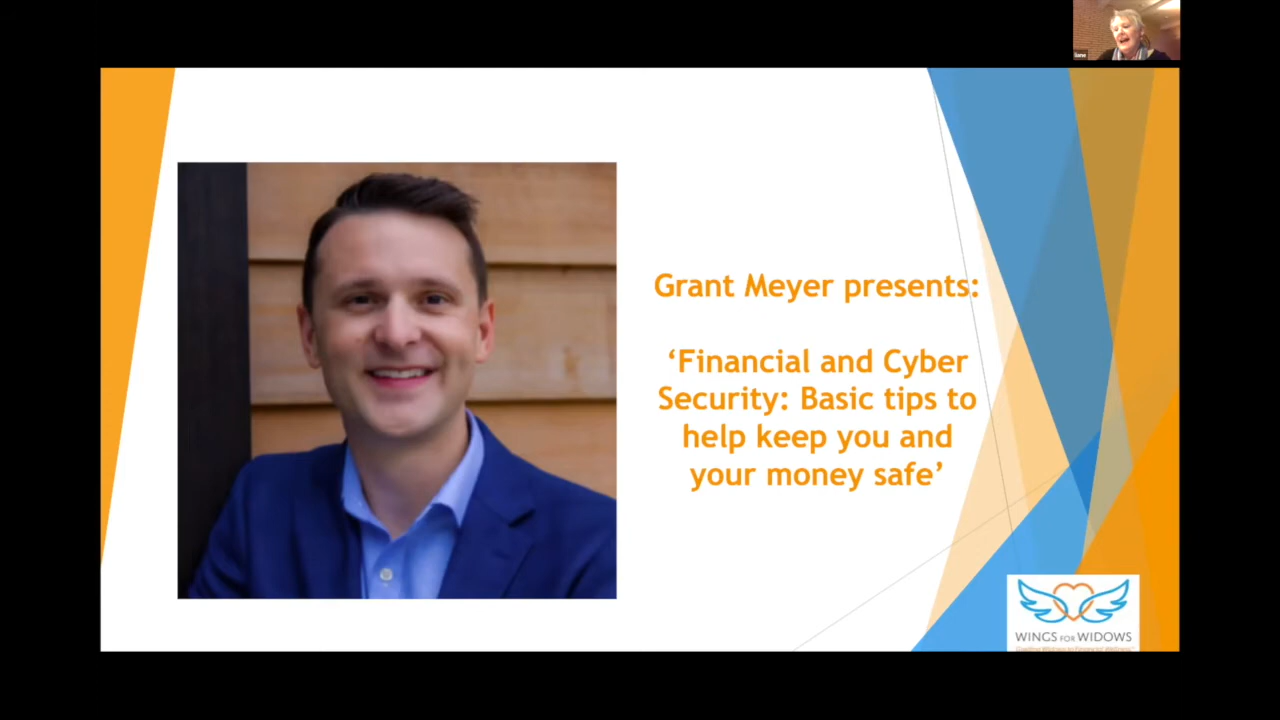 Grant Meyer presents:
‘Financial and Cyber
Security: Basic tips to
help keep you and
your money safe’
WINGS FOR WIDOWS